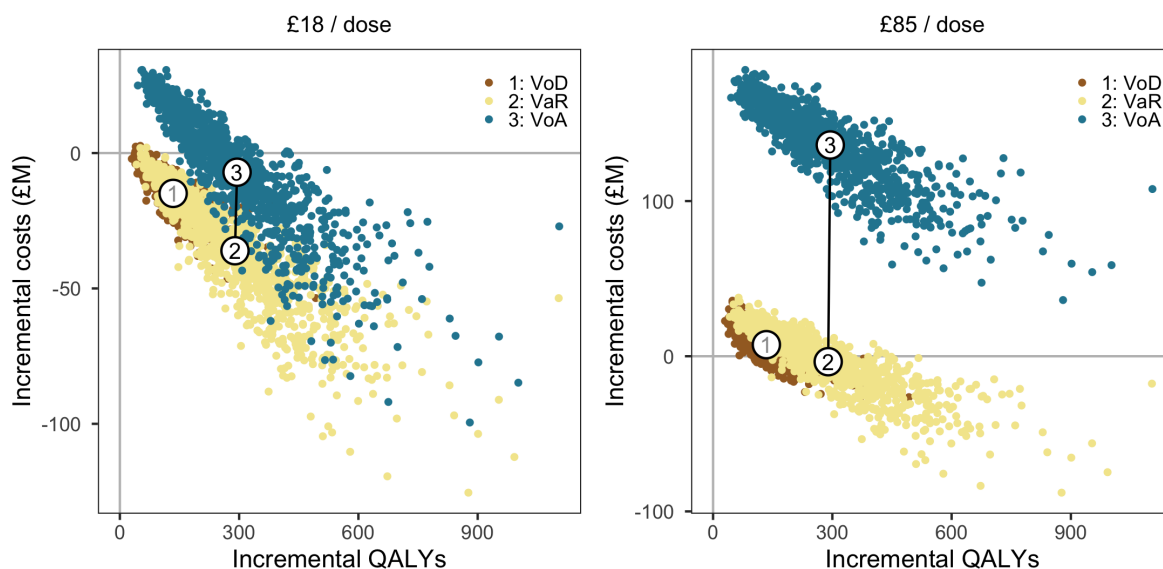 £18 / dose
1: VoD
2: VaR
3: VoA
0
-50
-100
1
2
3
0
300
600
900
Incremental QALYs
Incremental costs (£M)
£85 / dose
1: VoD
2: VaR
3: VoA
100
0
-100
3
1
2
0
300
600
900
Incremental QALYs
Incremental costs (£M)